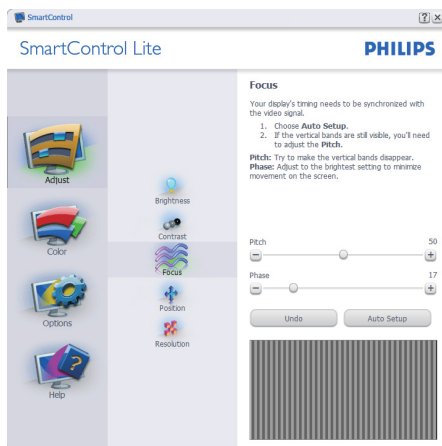 SmartControl
SmartControl Lite
PHILIPS
Adjust
Color
Options
Help
Brightness
Contrast
Focus
Position
Resolution
Focus
Your display's timing needs to be synchronized with
the video signal.
1. Choose Auto Setup.
2. If the vertical bands are still visible, you'll need
to adjust the Pitch.
Pitch: Try to make the vertical bands disappear.
Phase: Adjust to the brightest setting to minimize
movement on the screen.
Pitch 50
Phase 17
Undo Auto Setup